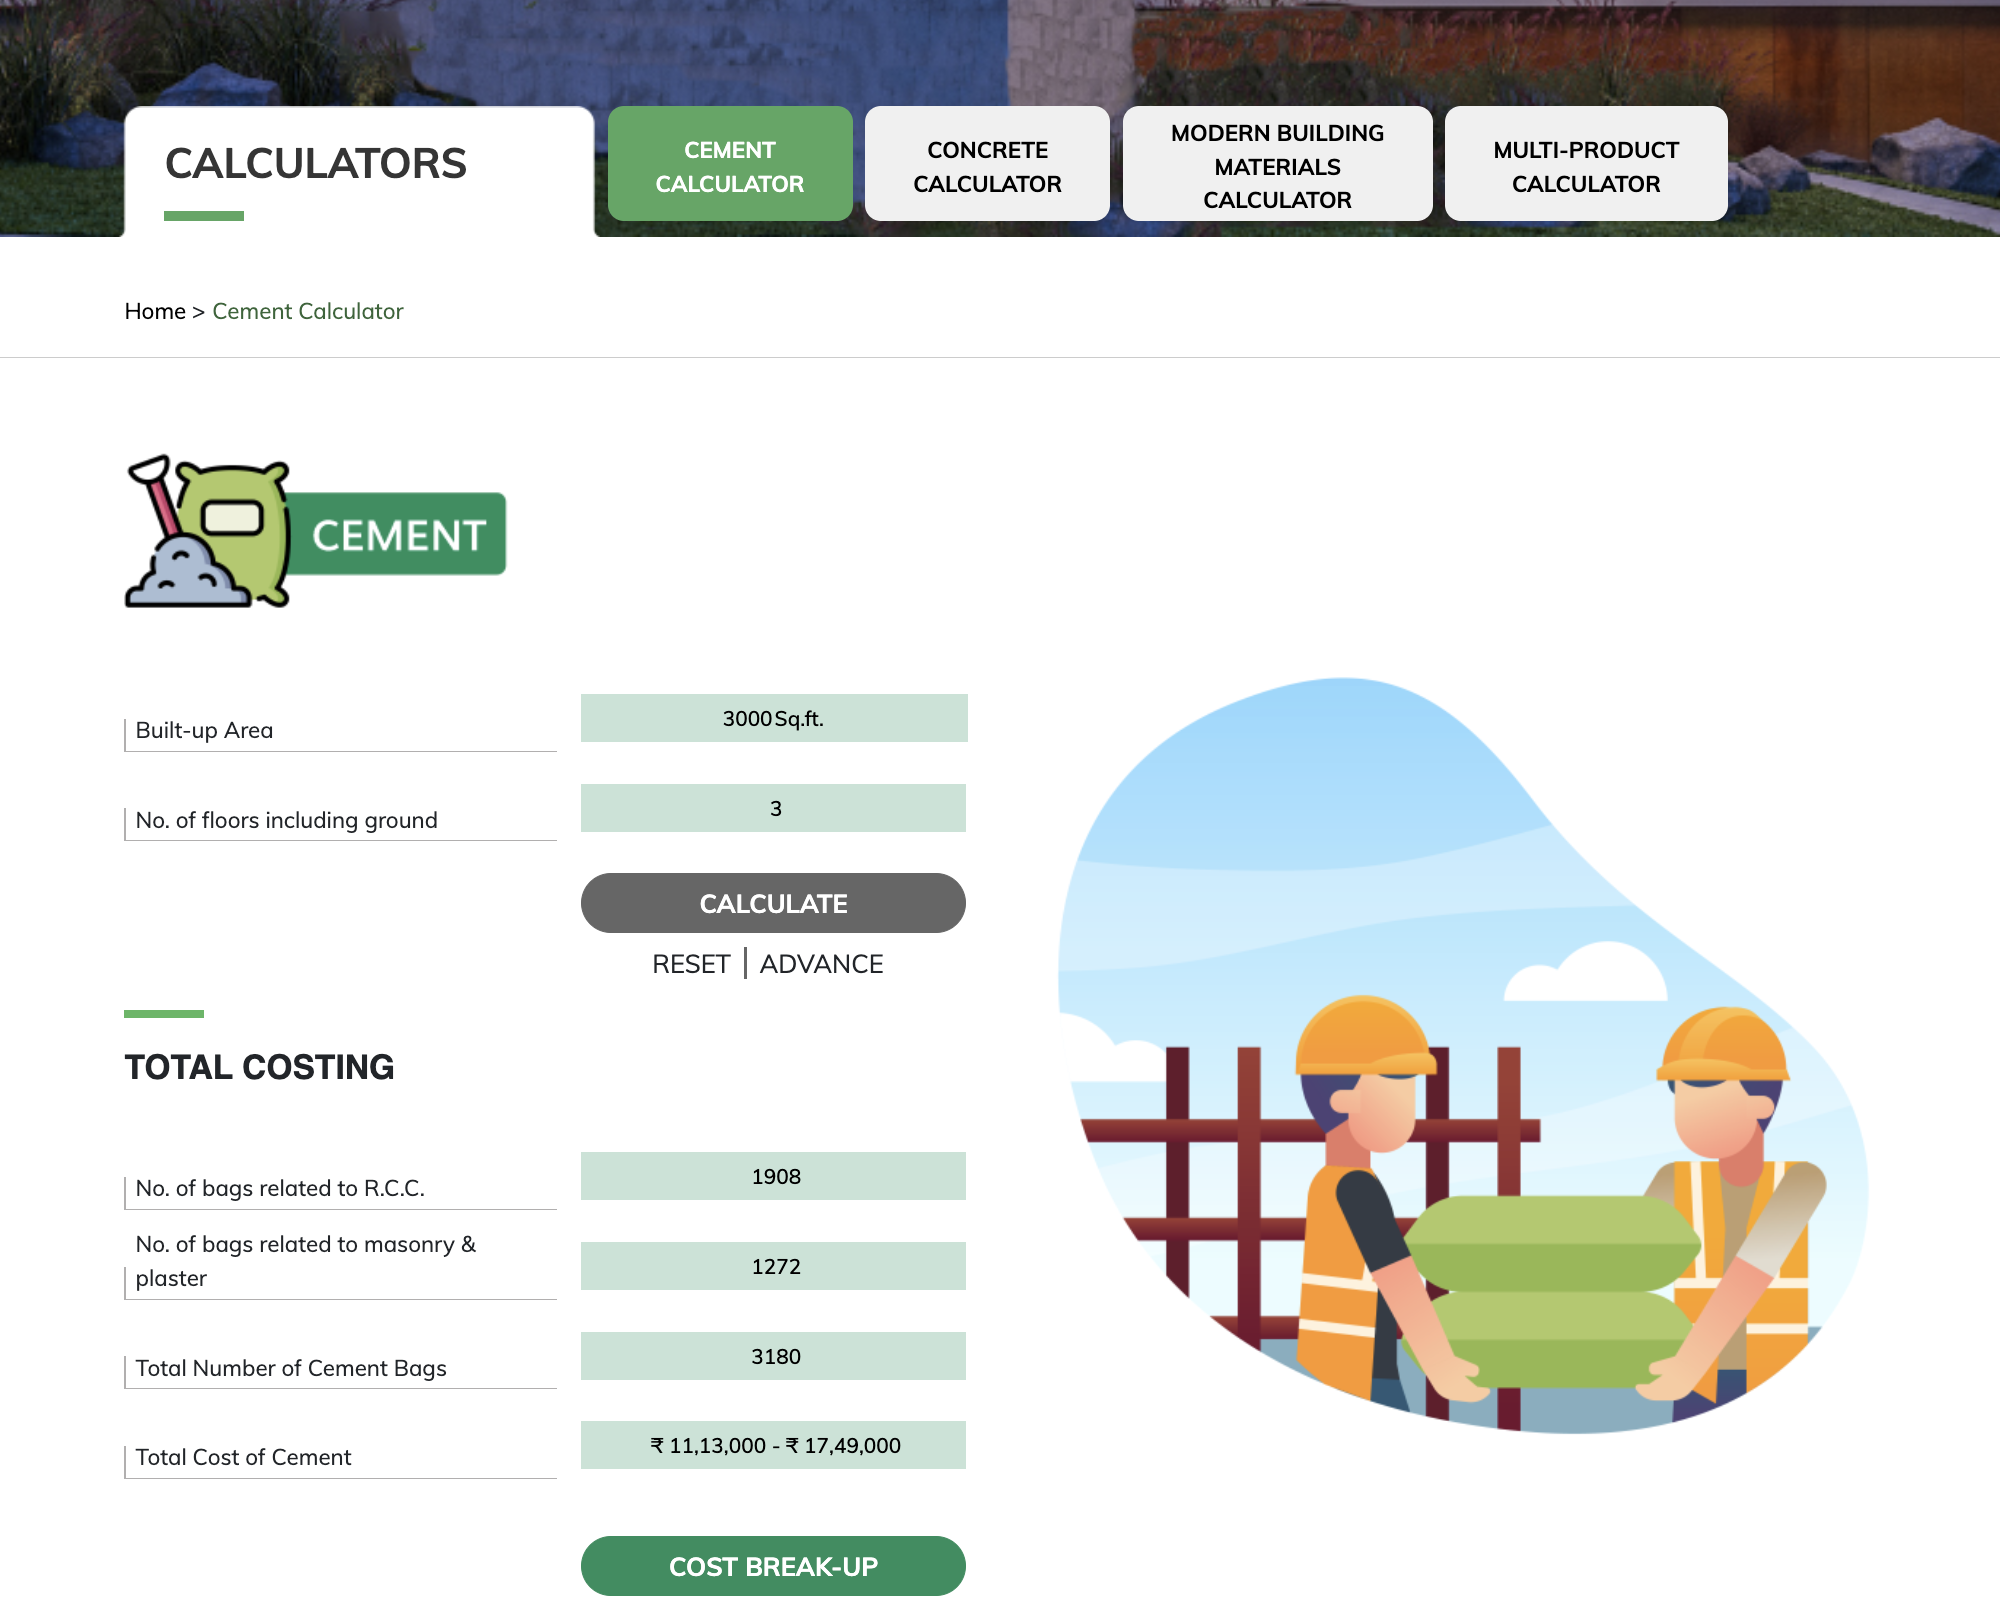 CALCULATORS
CEMENT
CALCULATOR
CONCRETE
CALCULATOR
MODERN BUILDING
MATERIALS
CALCULATOR
MULTI-PRODUCT
CALCULATOR
Home > Cement Calculator
CEMENT
Built-up Area
3000 Sq.ft.
No. of floors including ground
3
CALCULATE
RESET | ADVANCE
TOTAL COSTING
No. of bags related to R.C.C.
1908
No. of bags related to masonry &
plaster
1272
Total Number of Cement Bags
3180
Total Cost of Cement
₹ 11,13,000 - ₹ 17,49,000
COST BREAK-UP